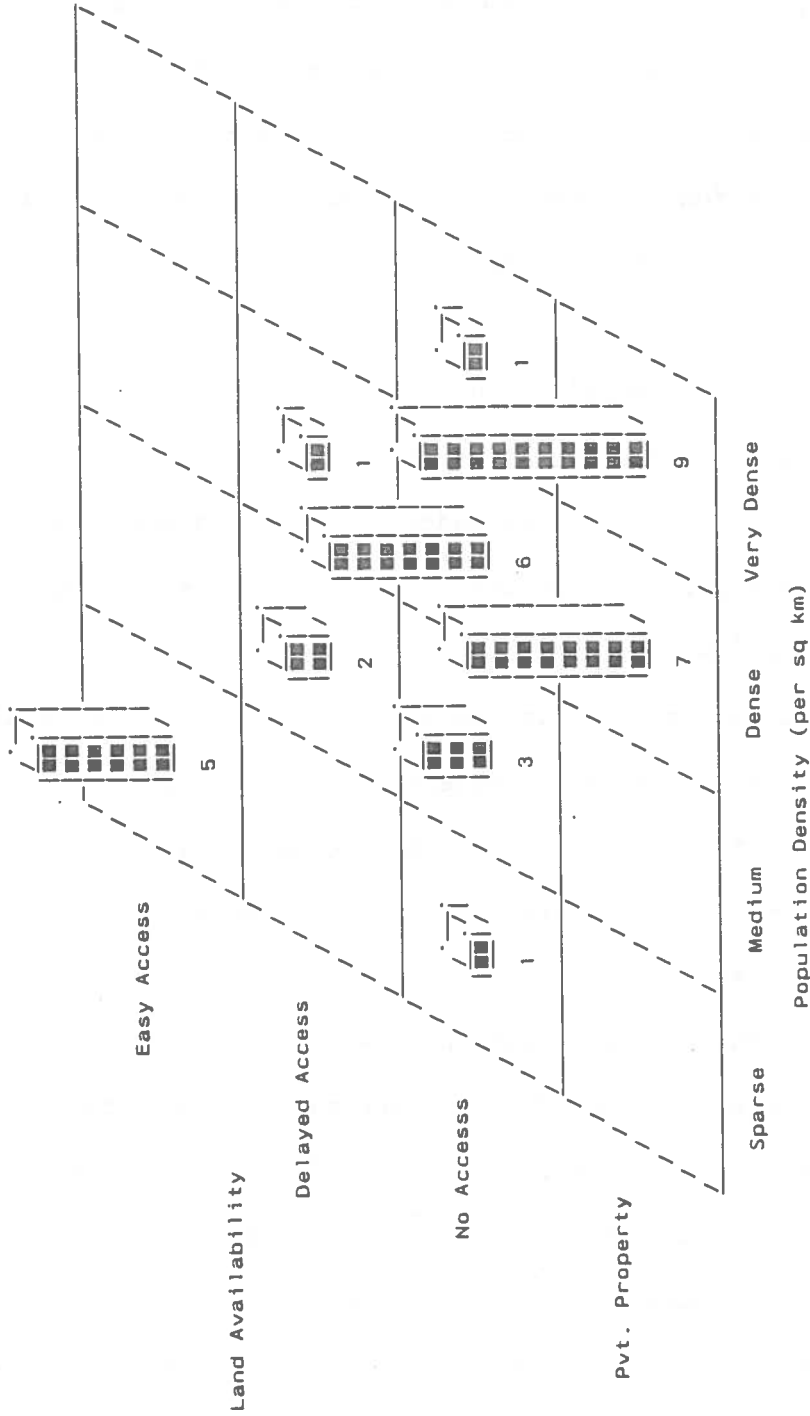 Easy Access
5
Land Availability
Delayed Access
2
1
No Accesss
1
3
6
1
Pvt. Property
7
9
Sparse
Medium
Dense
Very Dense
Population Density (per sq km)